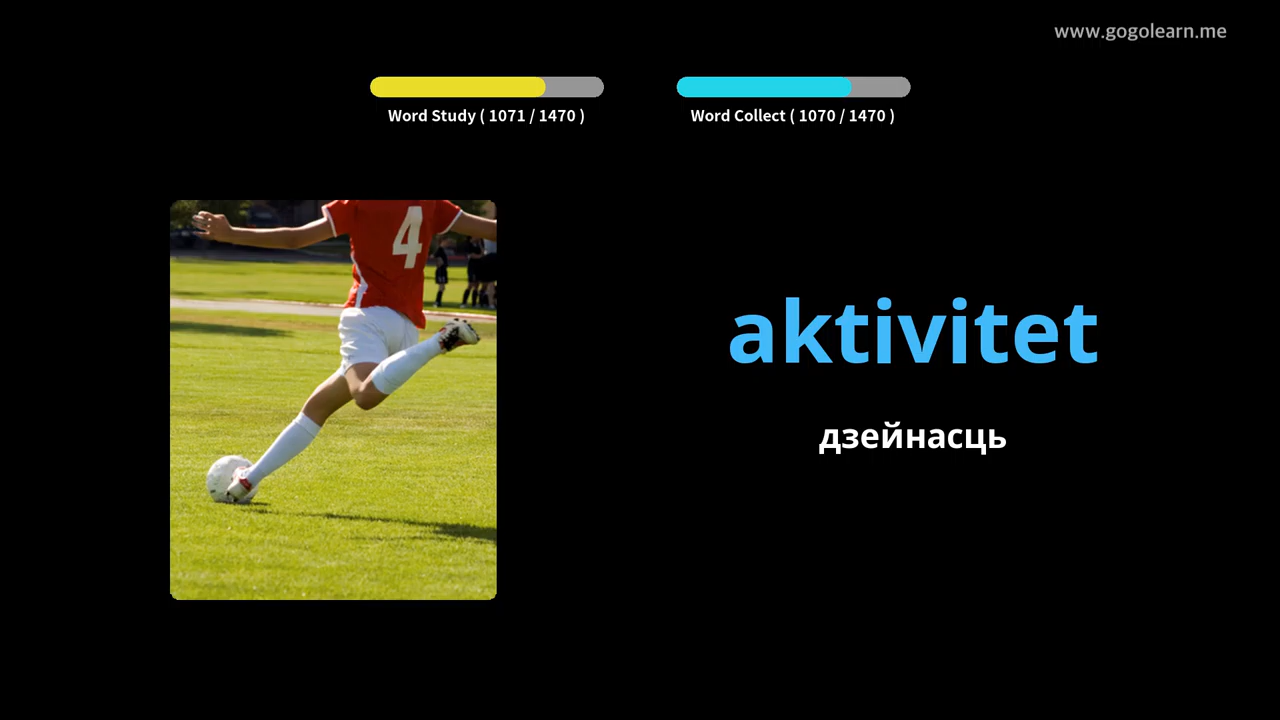 www.gogolearn.me
Word Study ( 1071 / 1470 )
Word Collect ( 1070 / 1470 )
4
aktivitet
дзейнасць